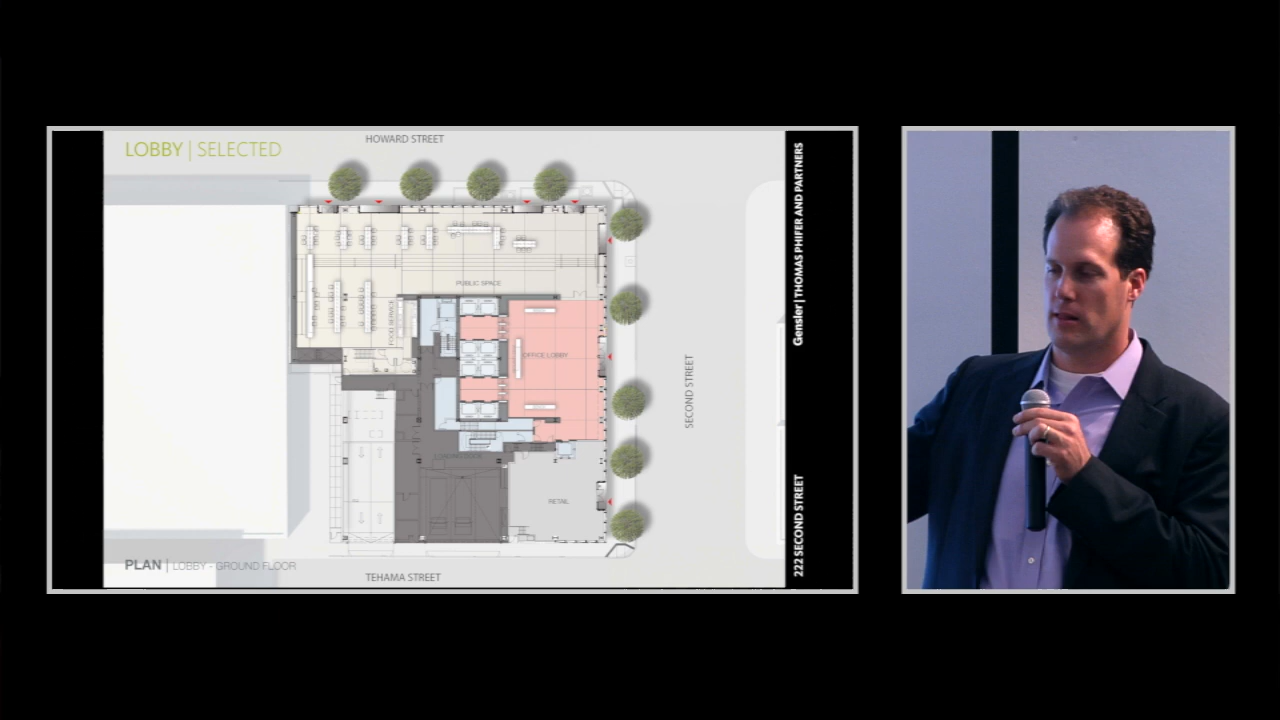 LOBBY | SELECTED
HOWARD STREET
PUBLIC SPACE
FOOD SERVICE
OFFICE LOBBY
SECOND STREET
RETAIL
PLAN | LOBBY - GROUND FLOOR
TEHAMA STREET
Gensler | THOMAS PHIFER AND PARTNERS
222 SECOND STREET